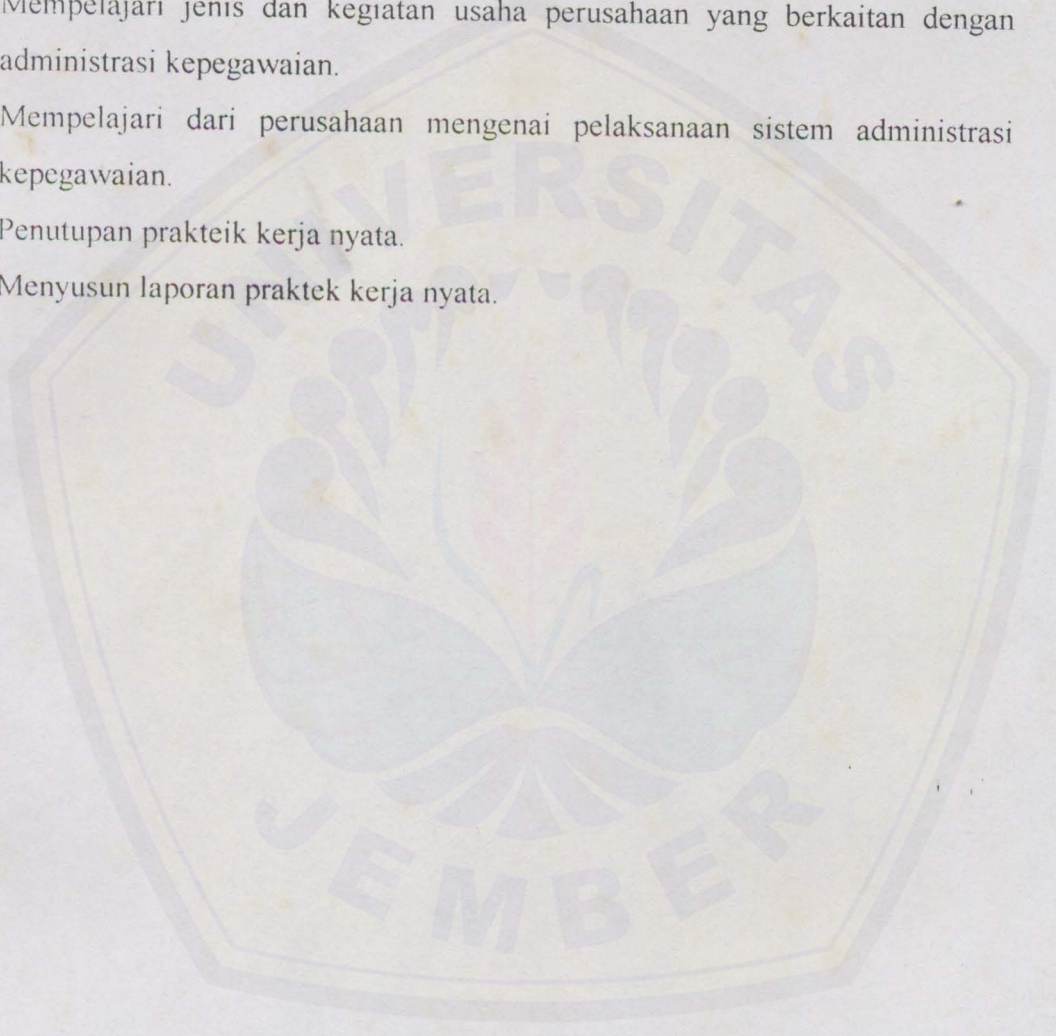 Mempelajari jenis dan kegiatan usaha perusahaan yang berkaitan dengan
administrasi kepegawaian.
Mempelajari dari perusahaan mengenai pelaksanaan sistem administrasi
kepegawaian.
Penutupan prakteik kerja nyata.
Menyusun laporan praktek kerja nyata.
UNIVERSITAS
JEMBER